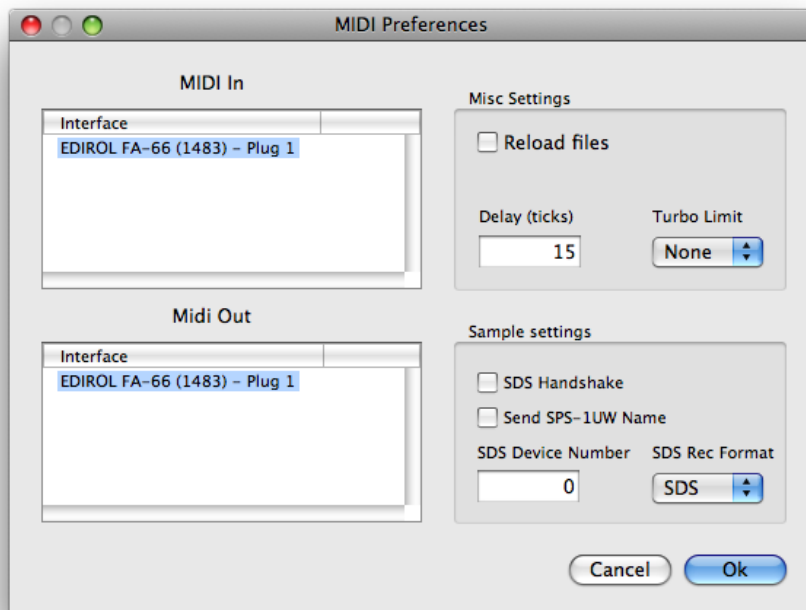 MIDI Preferences
MIDI In
Interface
EDIROL FA-66 (1483) - Plug 1
Misc Settings
Reload files
Delay (ticks)
Turbo Limit
15
None
Midi Out
Interface
EDIROL FA-66 (1483) - Plug 1
Sample settings
SDS Handshake
Send SPS-1UW Name
SDS Device Number
SDS Rec Format
0
SDS
Cancel
Ok